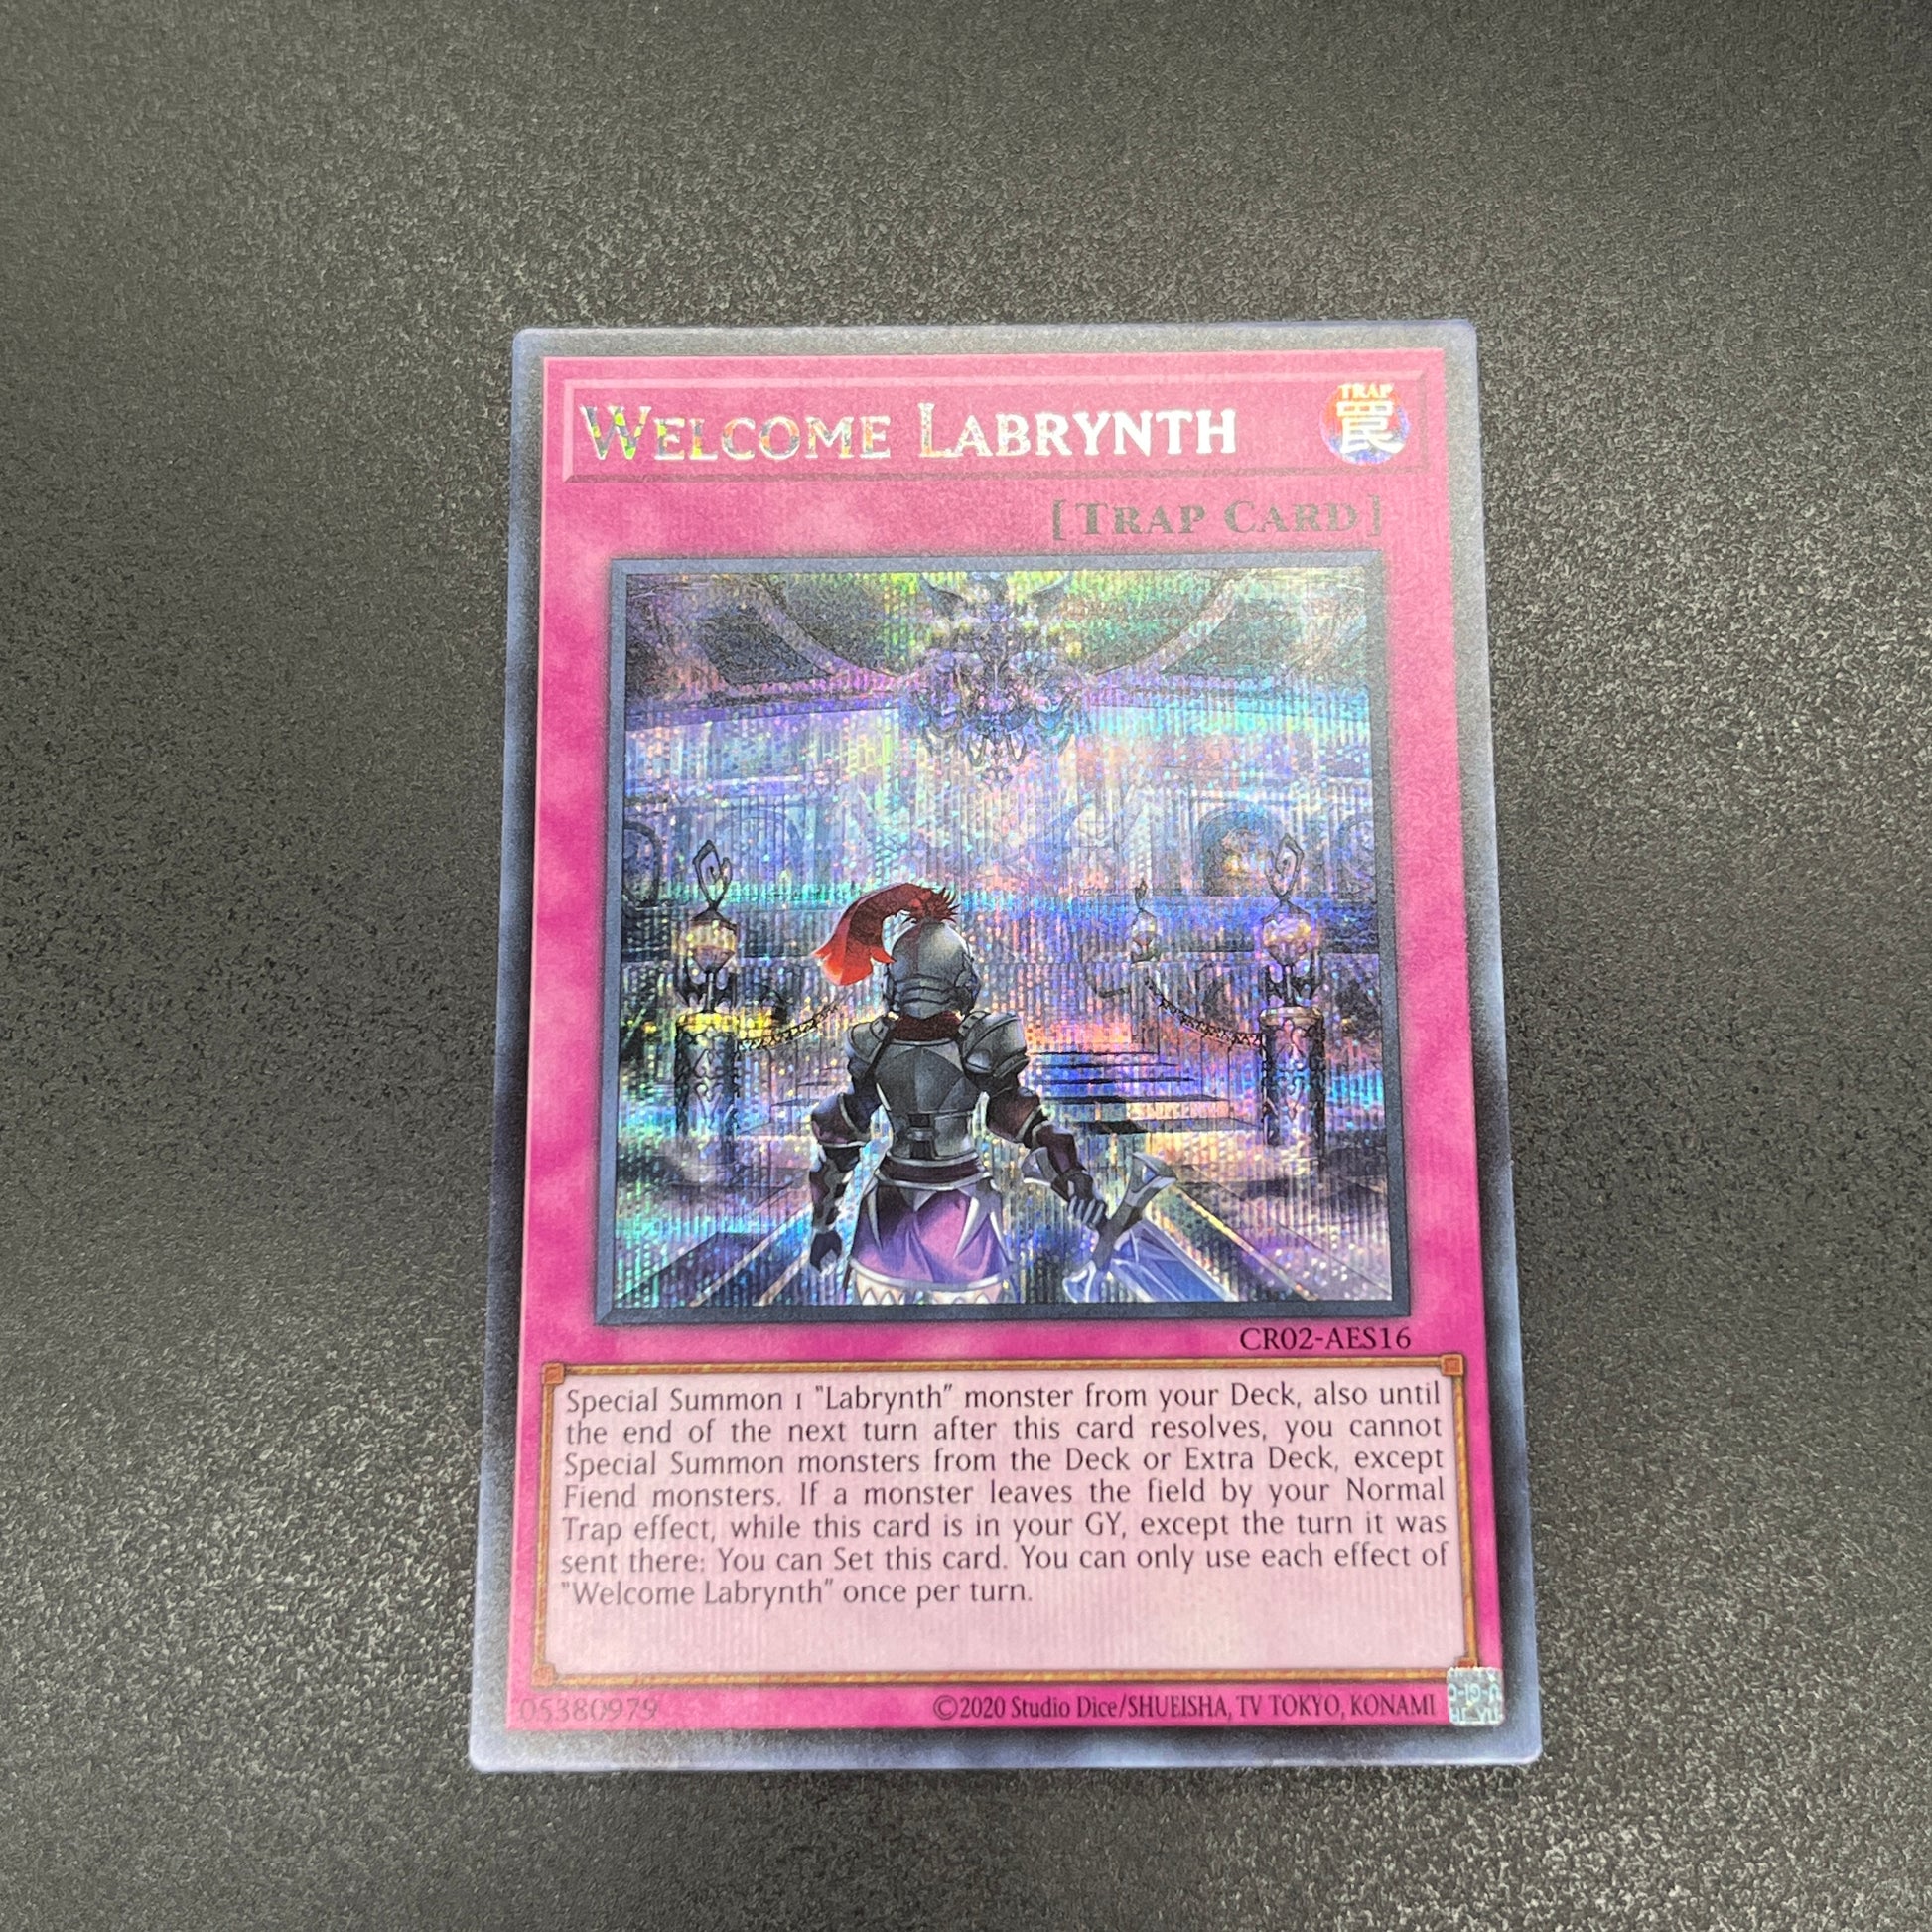 WELCOME LABRYNTH
TRAP
罠
[TRAP CARD]
CR02-AES16
Special Summon 1 "Labrynth" monster from your Deck, also until
the end of the next turn after this card resolves, you cannot
Special Summon monsters from the Deck or Extra Deck, except
Fiend monsters. If a monster leaves the field by your Normal
Trap effect, while this card is in your GY, except the turn it was
sent there: You can Set this card. You can only use each effect of
"Welcome Labrynth" once per turn.
05380979
©2020 Studio Dice/SHUEISHA, TV TOKYO, KONAMI